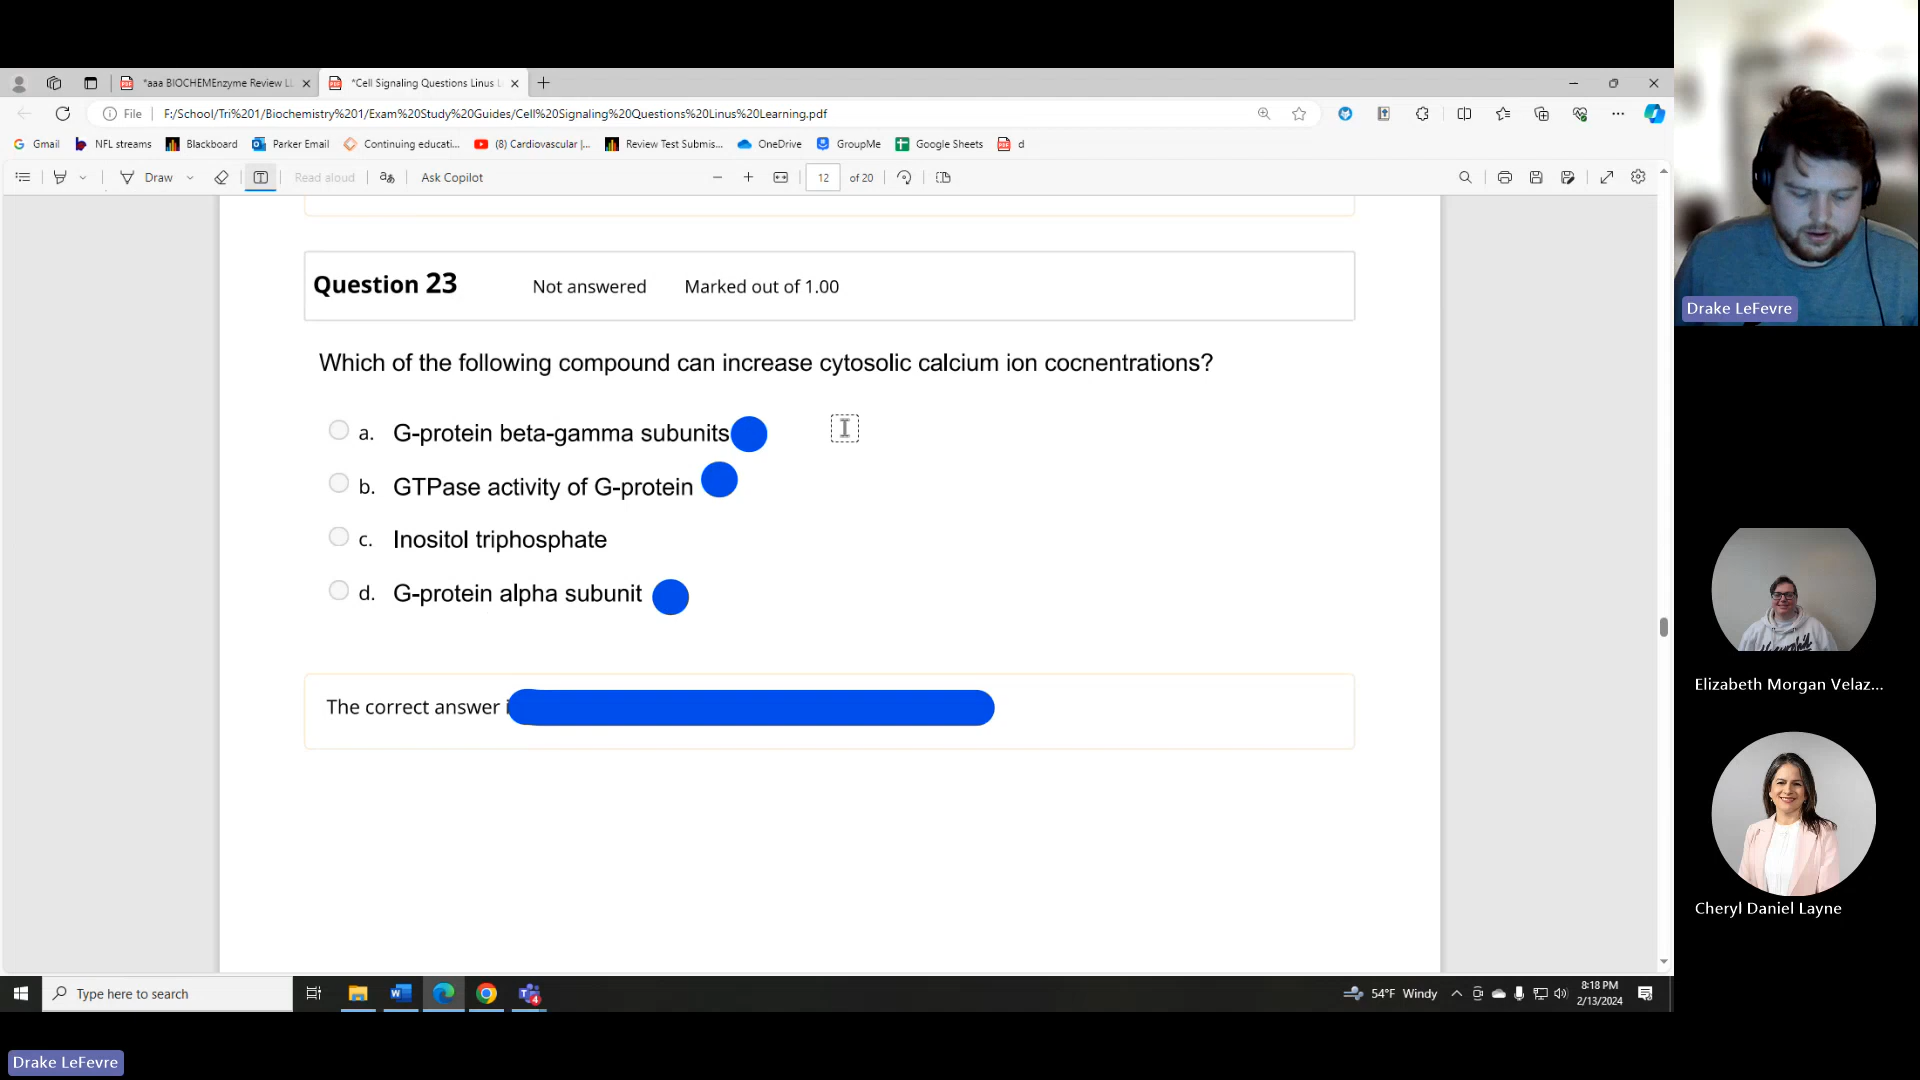 *aaa BIOCHEMEnzyme Review LL
*Cell Signaling Questions Linus L
File
F:/School/Tri%201/Biochemistry%201/Exam%20Study%20Guides/Cell%20Signaling%20Questions%20Linus%20Learning.pdf
Gmail
NFL streams
Blackboard
Parker Email
Continuing educati...
(8) Cardiovascular |...
Review Test Submis...
OneDrive
GroupMe
Google Sheets
d
Draw
Read aloud
aあ
Ask Copilot
12
of 20
Question 23
Not answered
Marked out of 1.00
Which of the following compound can increase cytosolic calcium ion cocnentrations?
a. G-protein beta-gamma subunits
b. GTPase activity of G-protein
c. Inositol triphosphate
d. G-protein alpha subunit
The correct answer i
Drake LeFevre
Elizabeth Morgan Velaz...
Cheryl Daniel Layne
Type here to search
4
54°F Windy
8:18 PM
2/13/2024
Drake LeFevre